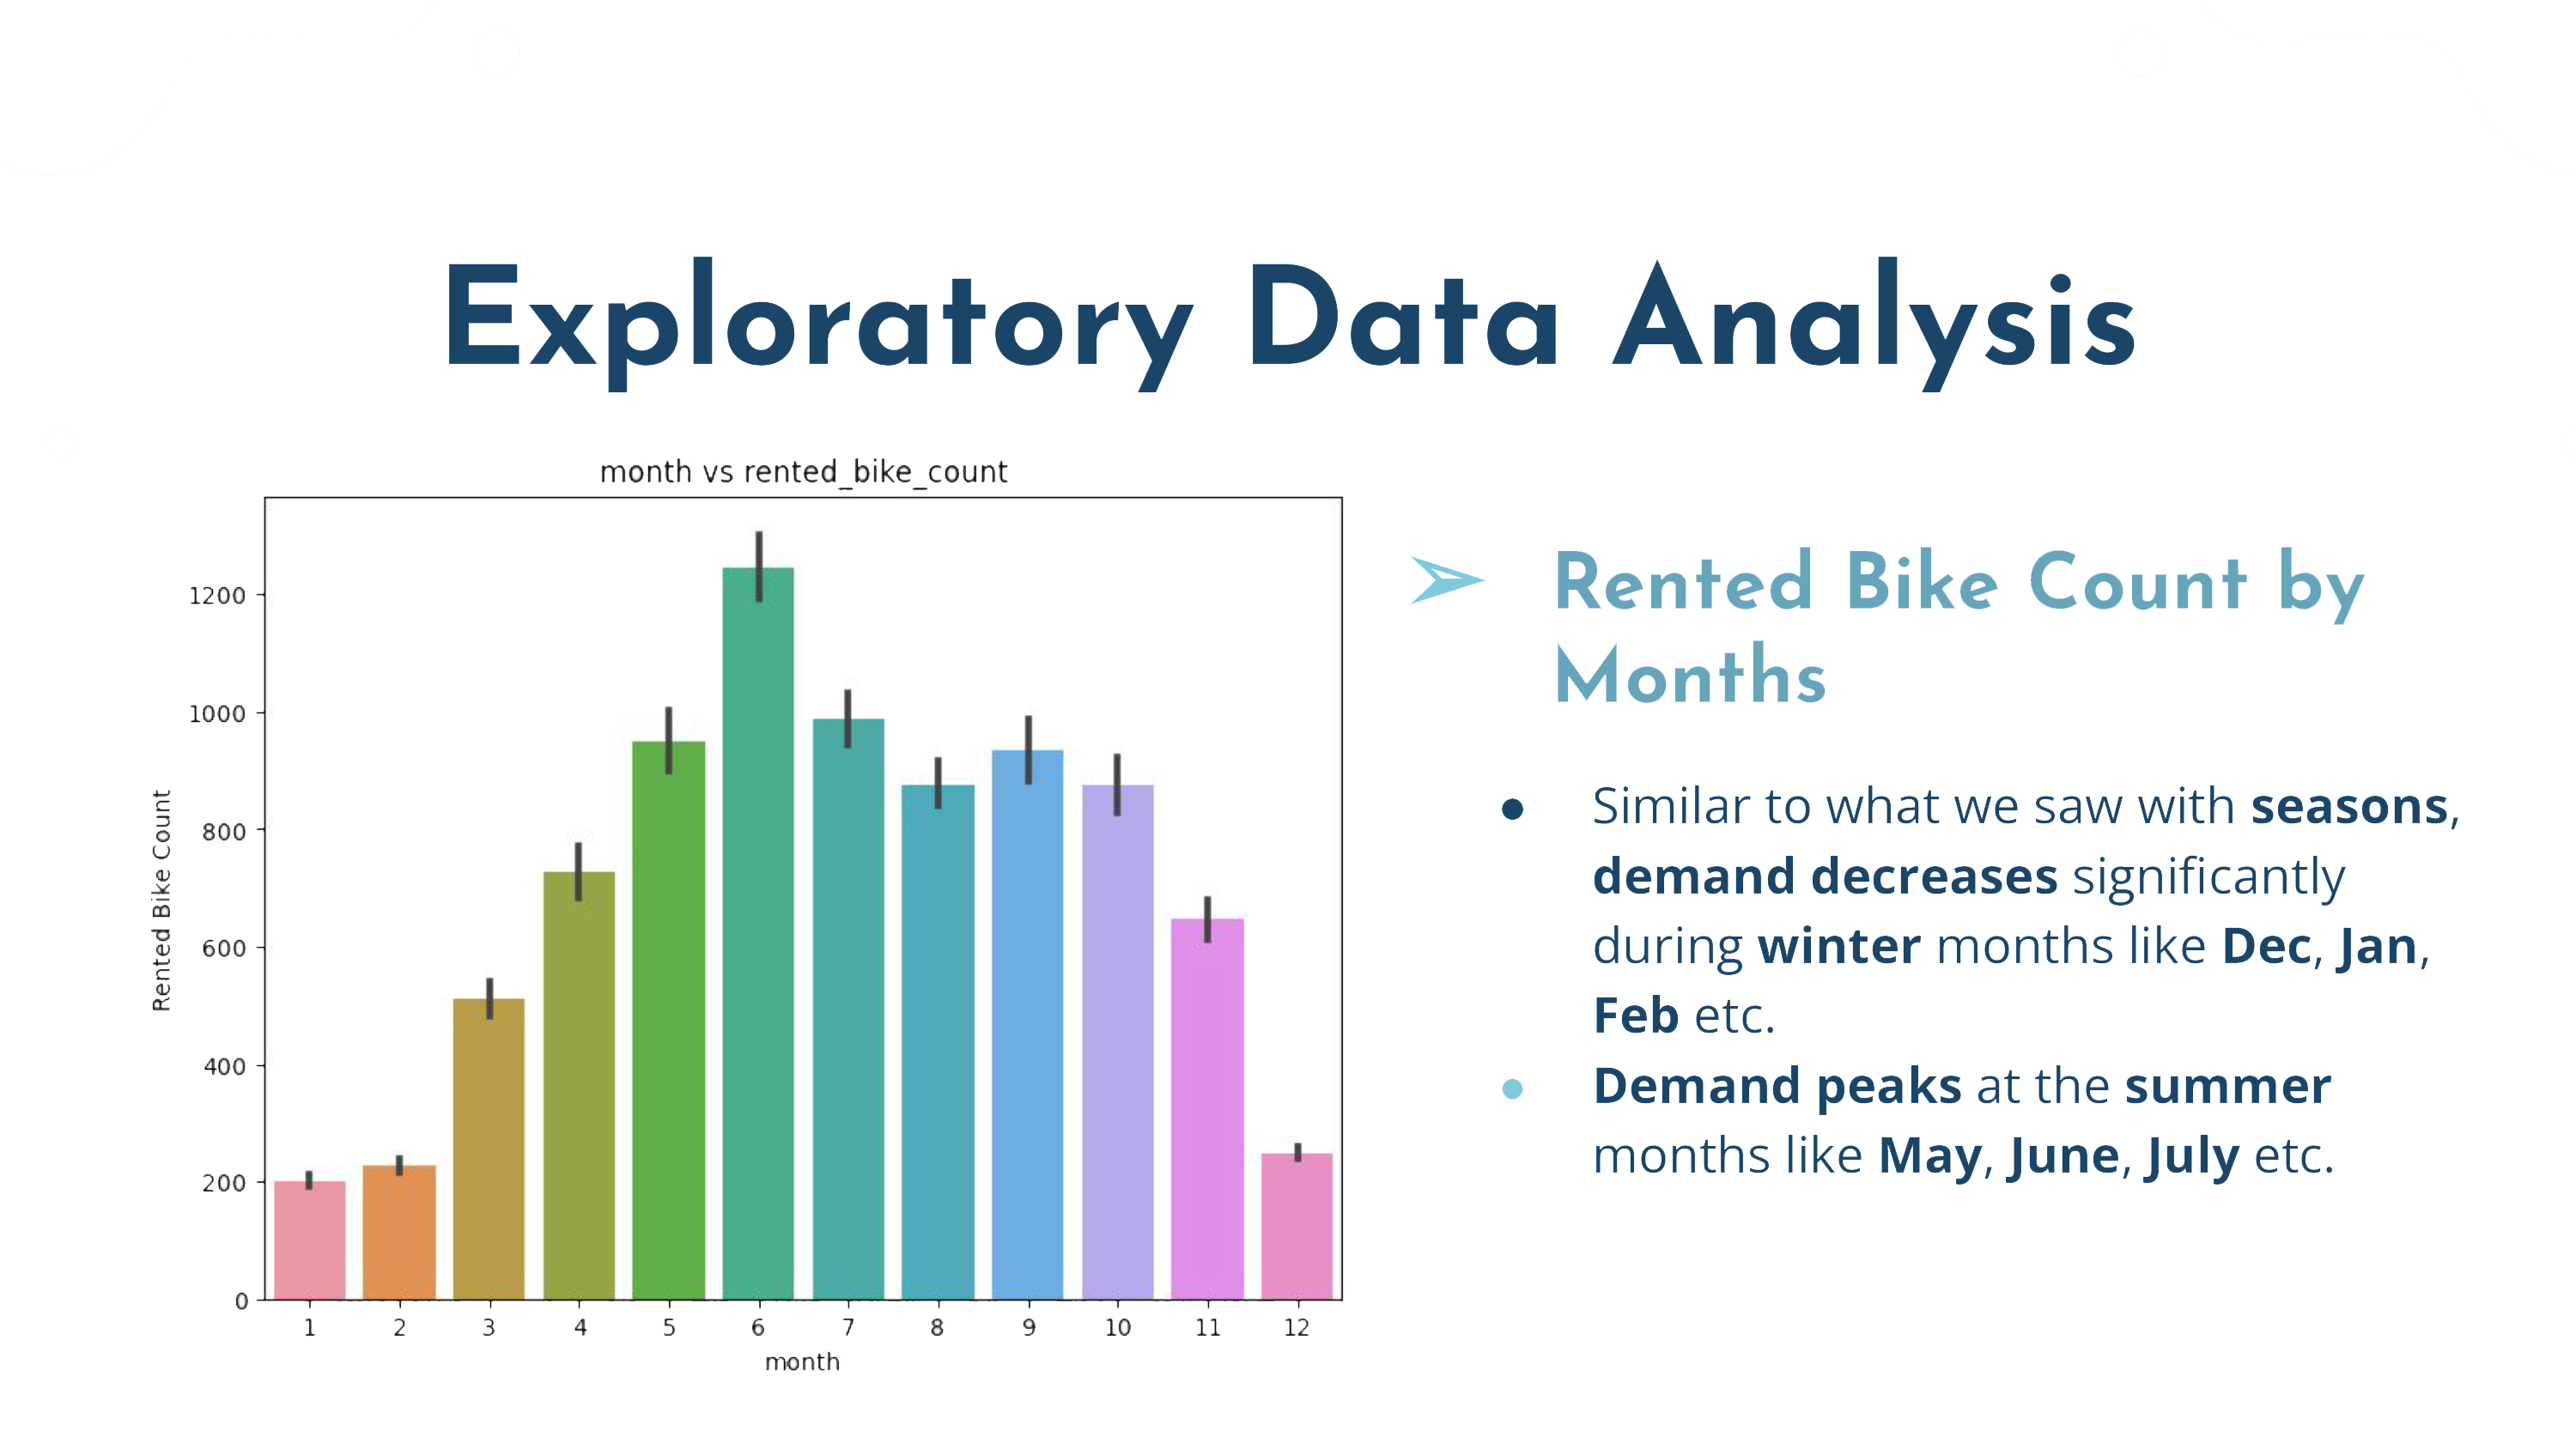 Exploratory Data Analysis
month vs rented_bike_count
1200
1000
800
600
400
200
0
Rented Bike Count
1 2 3 4 5 6 7 8 9 10 11 12
month
➢ Rented Bike Count by
Months
● Similar to what we saw with seasons,
demand decreases significantly
during winter months like Dec, Jan,
Feb etc.
● Demand peaks at the summer
months like May, June, July etc.